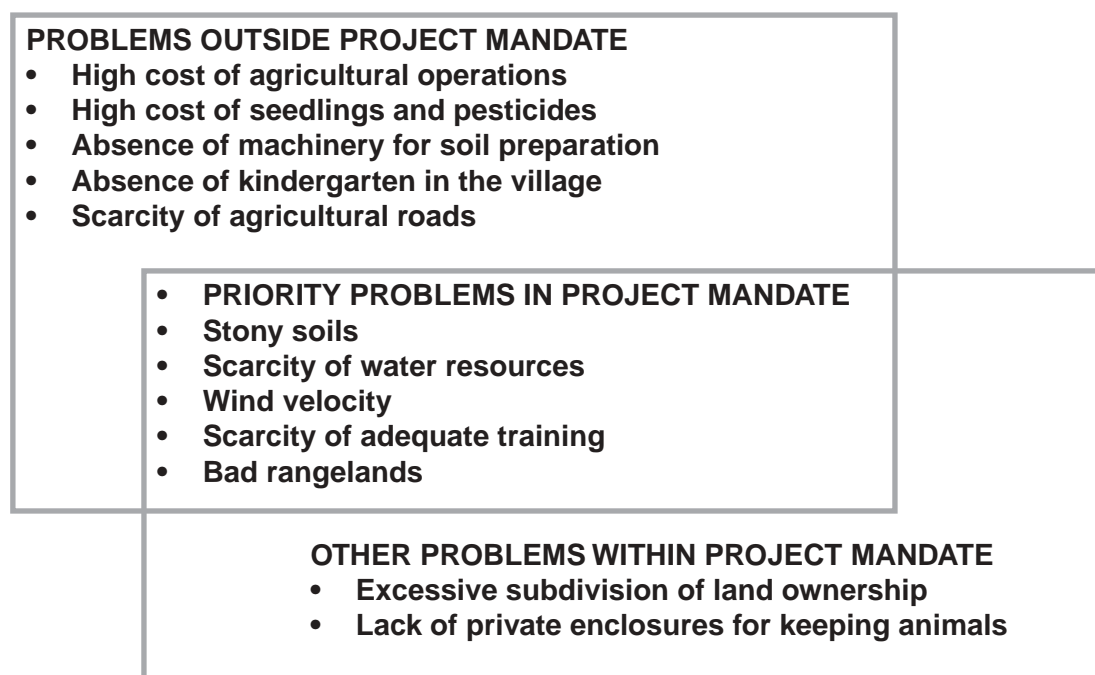 PROBLEMS OUTSIDE PROJECT MANDATE
• High cost of agricultural operations
• High cost of seedlings and pesticides
• Absence of machinery for soil preparation
• Absence of kindergarten in the village
• Scarcity of agricultural roads
• PRIORITY PROBLEMS IN PROJECT MANDATE
• Stony soils
• Scarcity of water resources
• Wind velocity
• Scarcity of adequate training
• Bad rangelands
OTHER PROBLEMS WITHIN PROJECT MANDATE
• Excessive subdivision of land ownership
• Lack of private enclosures for keeping animals